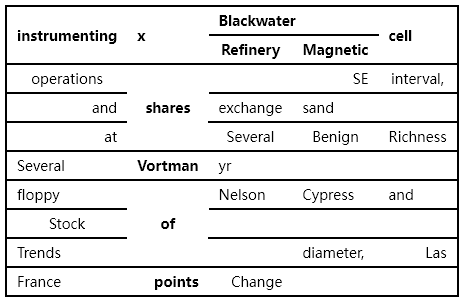 instrumenting x Blackwater cell
Refinery Magnetic
operations SE interval,
and shares exchange sand
at Several Benign Richness
Several Vortman yr
floppy Nelson Cypress and
Stock of
Trends diameter, Las
France points Change